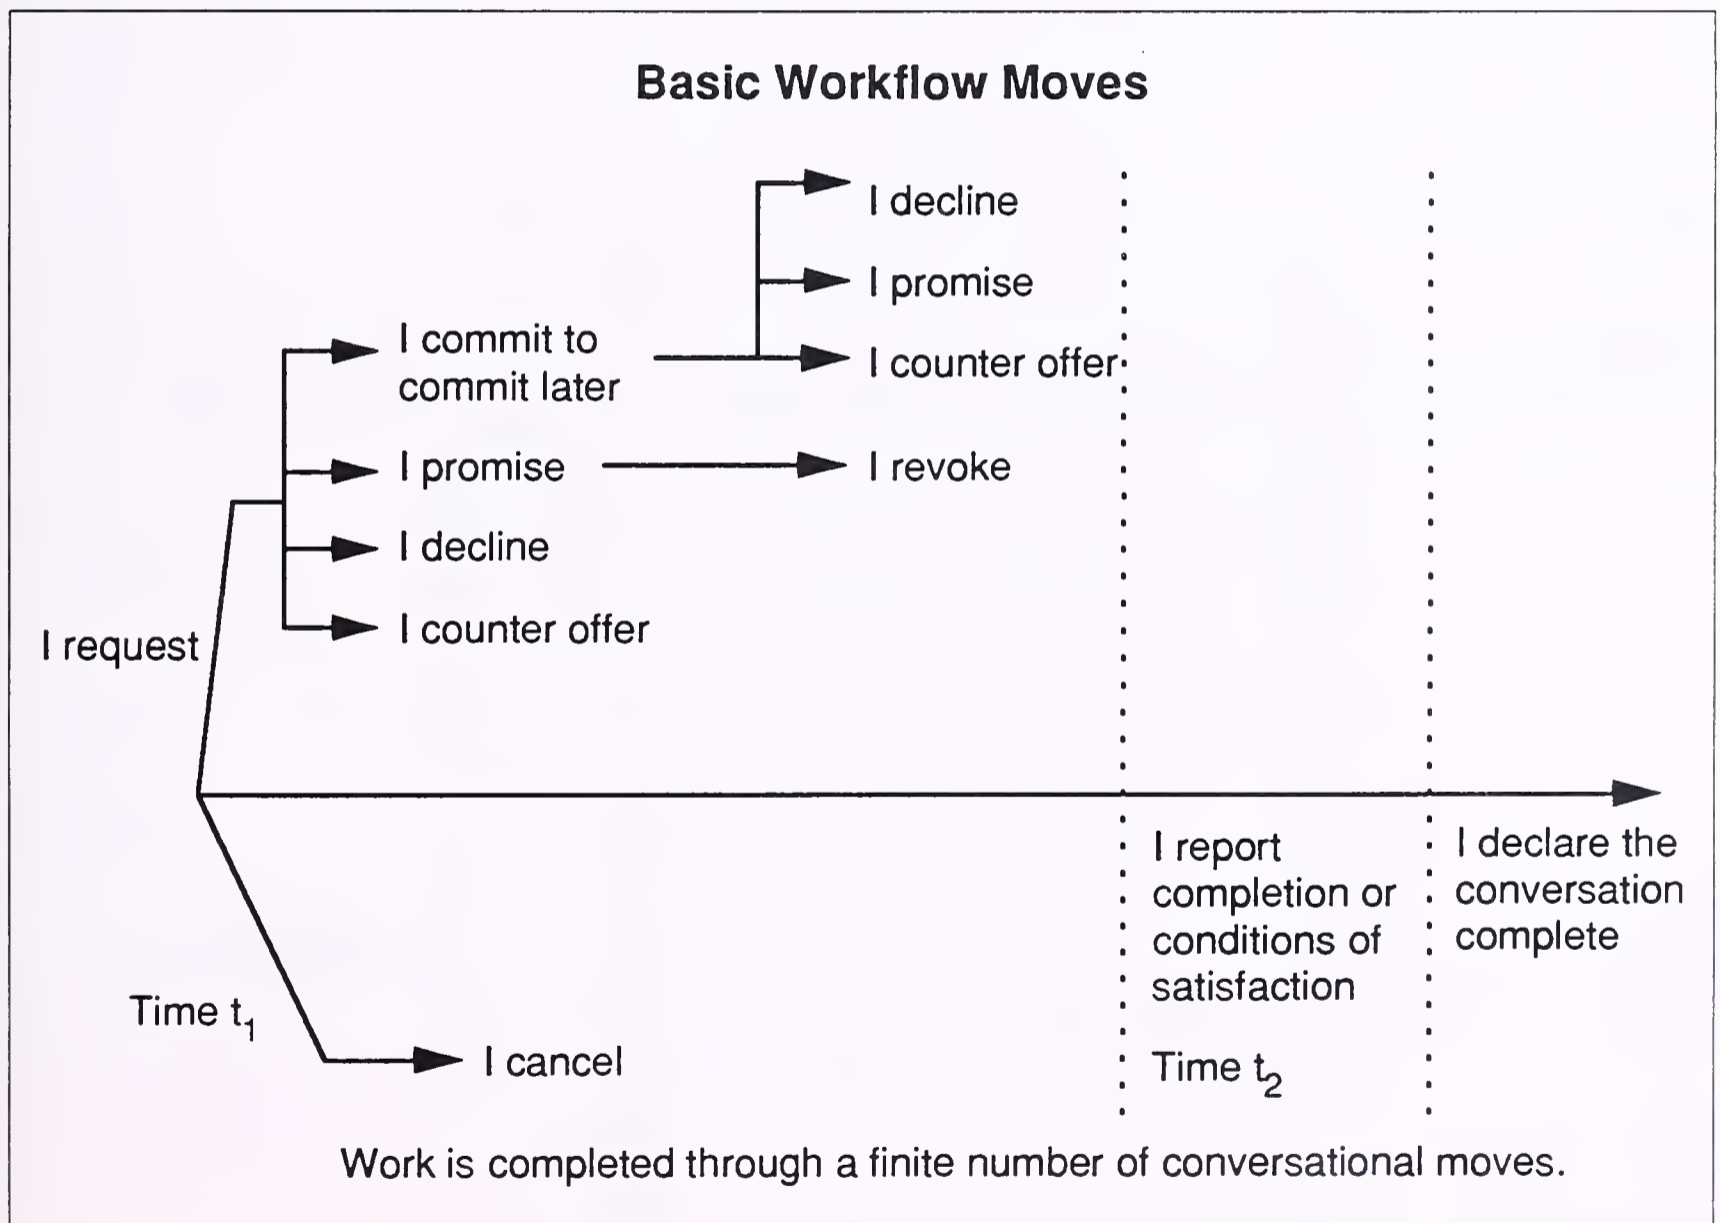 Basic Workflow Moves
I decline
I promise
I counter offer
I commit to
commit later
I promise
I revoke
I decline
I counter offer
I request
I report
completion or
conditions of
satisfaction
I declare the
conversation
complete
Time t1
Time t2
I cancel
Work is completed through a finite number of conversational moves.